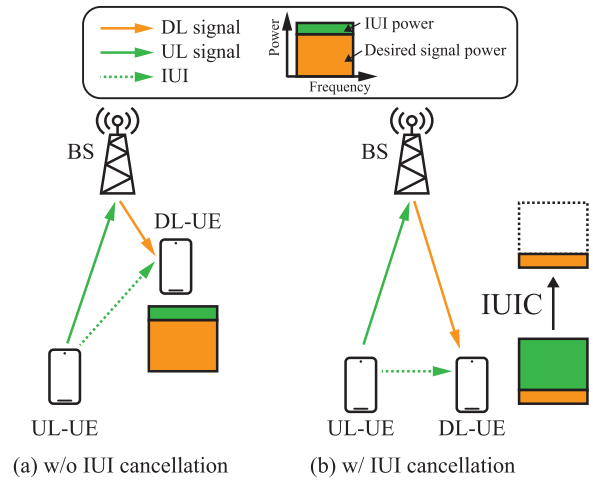 DL signal
UL signal
IUI
Power
IUI power
Desired signal power
Frequency
BS
DL-UE
UL-UE
(a) w/o IUI cancellation
BS
IUIC
UL-UE
DL-UE
(b) w/ IUI cancellation